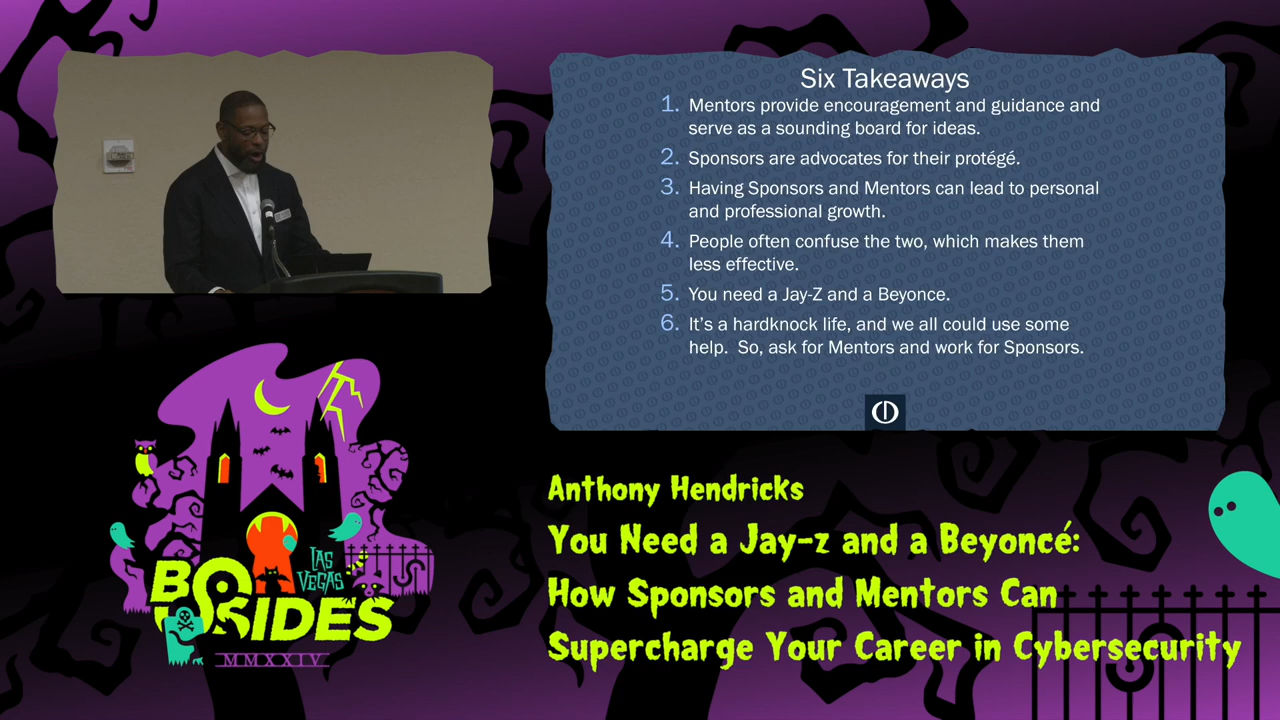 Six Takeaways
1. Mentors provide encouragement and guidance and
serve as a sounding board for ideas.
2. Sponsors are advocates for their protégé.
3. Having Sponsors and Mentors can lead to personal
and professional growth.
4. People often confuse the two, which makes them
less effective.
5. You need a Jay-Z and a Beyonce.
6. It's a hardknock life, and we all could use some
help.  So, ask for Mentors and work for Sponsors.
Anthony Hendricks
You Need a Jay-z and a Beyoncé:
How Sponsors and Mentors Can
Supercharge Your Career in Cybersecurity
LAS
VEGAS
BSIDES
MMXXIV